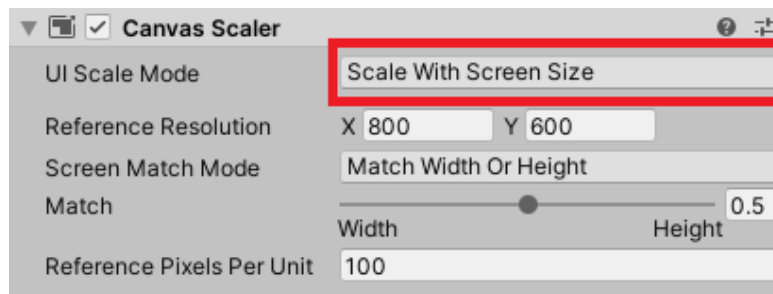 Canvas Scaler
UI Scale Mode Scale With Screen Size
Reference Resolution X 800 Y 600
Screen Match Mode Match Width Or Height
Match 0.5
Width Height
Reference Pixels Per Unit 100